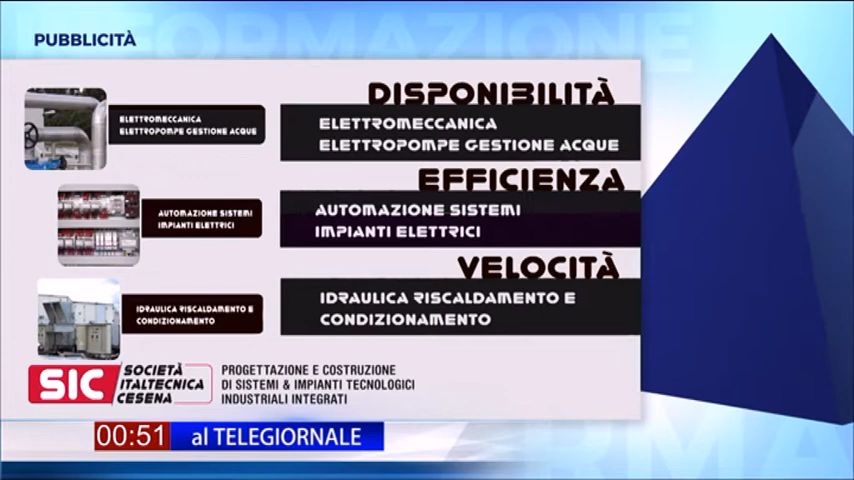 INFORMAZIONE
PUBBLICITÀ
DISPONIBILITÀ
ELETTROMECCANICA
ELETTROPOMPE GESTIONE ACQUE
ELETTROMECCANICA
ELETTROPOMPE GESTIONE ACQUE
EFFICIENZA
AUTOMAZIONE SISTEMI
IMPIANTI ELETTRICI
AUTOMAZIONE SISTEMI
IMPIANTI ELETTRICI
VELOCITÀ
IDRAULICA RISCALDAMENTO E
CONDIZIONAMENTO
IDRAULICA RISCALDAMENTO E
CONDIZIONAMENTO
SIC
SOCIETÀ
ITALTECNICA
CESENA
PROGETTAZIONE E COSTRUZIONE
DI SISTEMI & IMPIANTI TECNOLOGICI
INDUSTRIALI INTEGRATI
00:51 al TELEGIORNALE